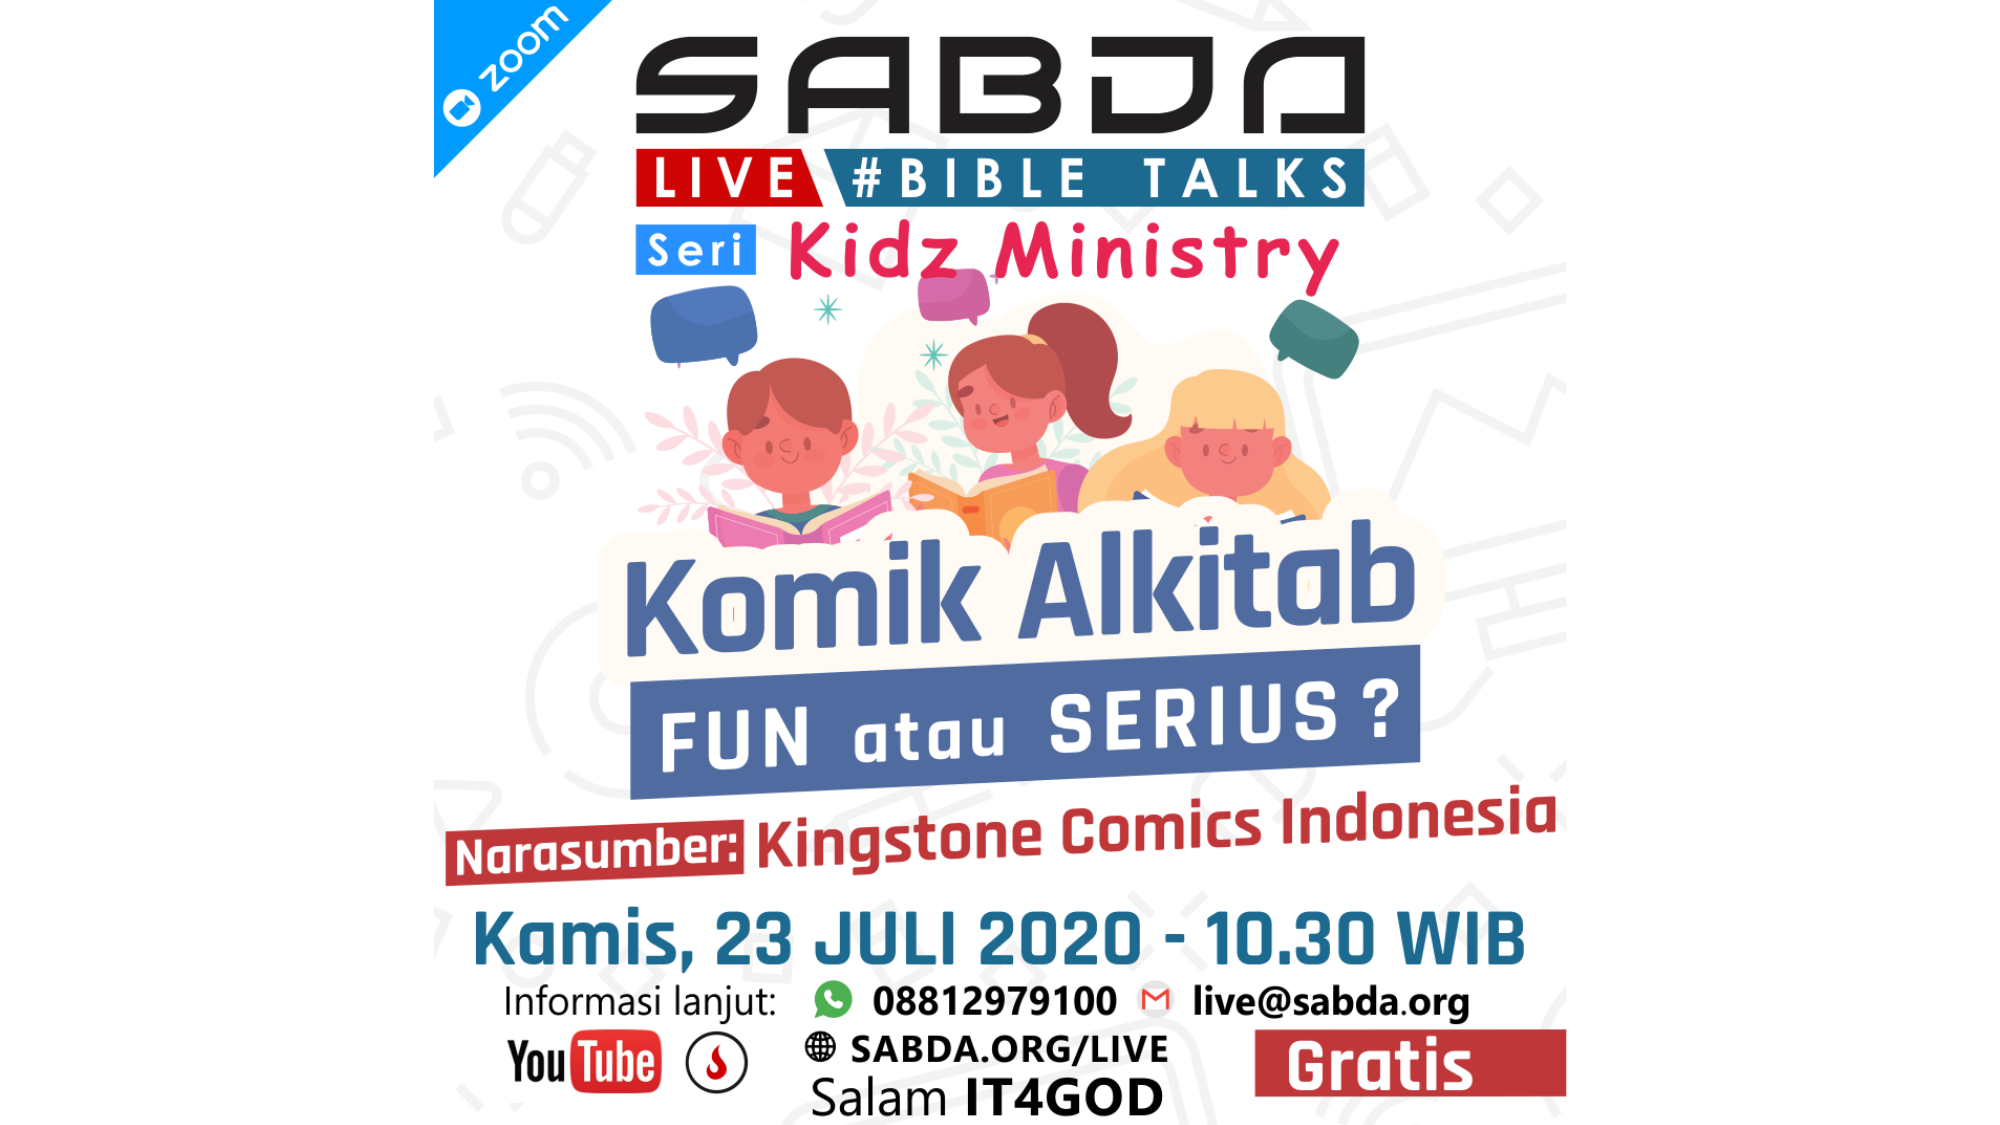 zoom
SABDA
LIVE #BIBLE TALKS
Seri Kidz Ministry
Komik Alkitab
FUN atau SERIUS?
Narasumber: Kingstone Comics Indonesia
Kamis, 23 JULI 2020 - 10.30 WIB
Informasi lanjut: 08812979100 live@sabda.org
YouTube SABDA.ORG/LIVE Gratis
Salam IT4GOD